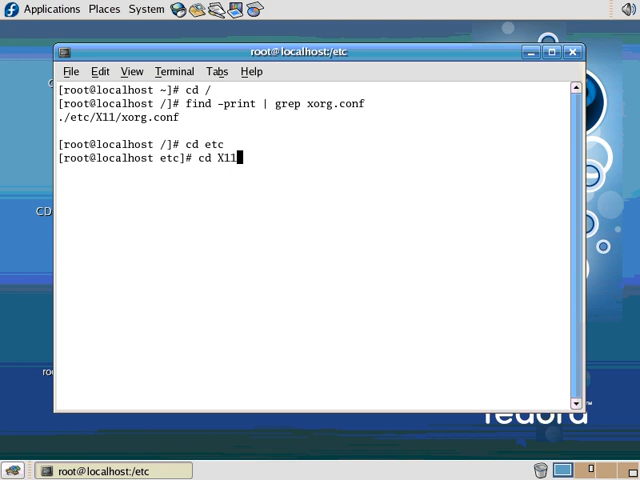 Applications Places System
root@localhost:/etc
File Edit View Terminal Tabs Help
[root@localhost ~]# cd /
[root@localhost /]# find -print | grep xorg.conf
./etc/X11/xorg.conf
[root@localhost /]# cd etc
[root@localhost etc]# cd X11
CD
fedora™
root@localhost:/etc